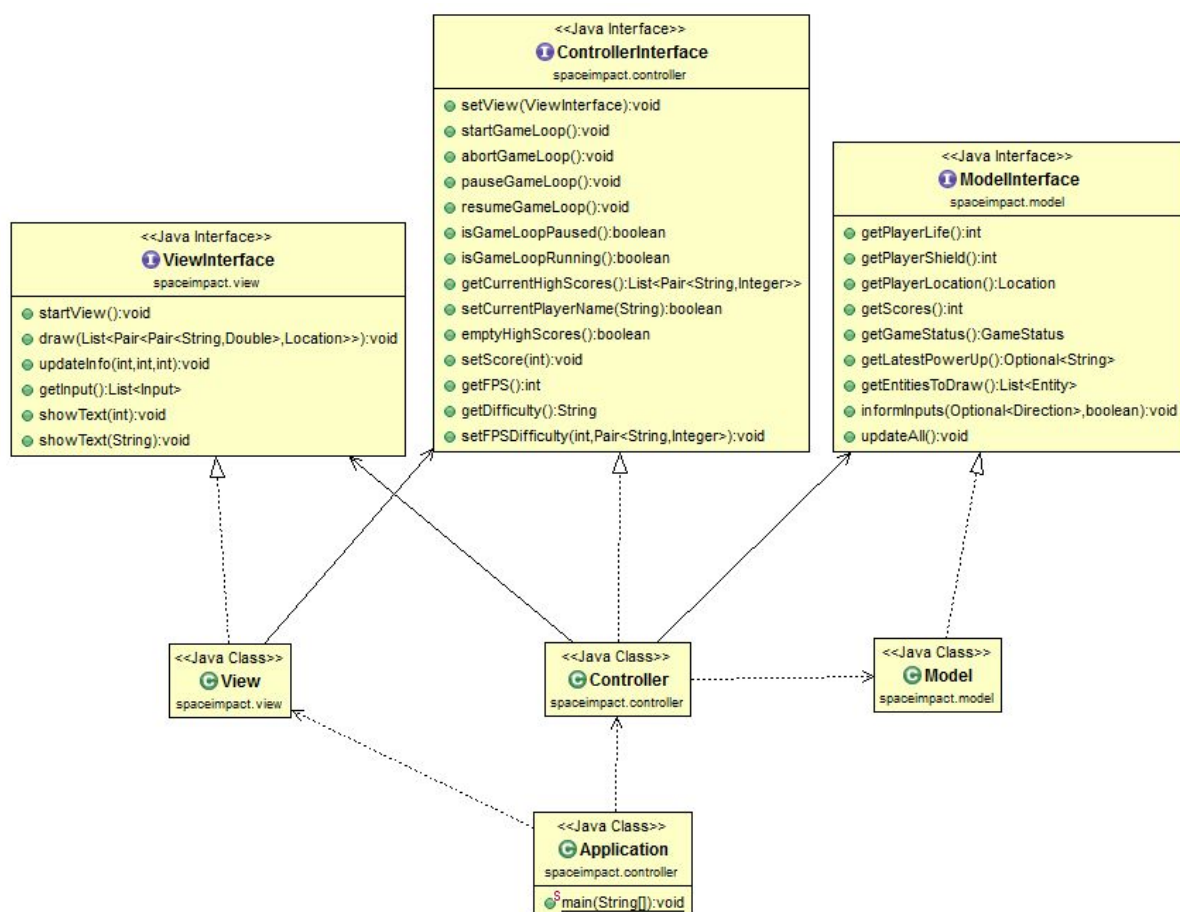 <<Java Interface>>
ControllerInterface
spaceimpact.controller
setView(ViewInterface):void
startGameLoop():void
abortGameLoop():void
pauseGameLoop():void
resumeGameLoop():void
isGameLoopPaused():boolean
isGameLoopRunning():boolean
getCurrentHighScores():List<Pair<String,Integer>>
setCurrentPlayerName(String):boolean
emptyHighScores():boolean
setScore(int):void
getFPS():int
getDifficulty():String
setFPSDifficulty(int,Pair<String,Integer>):void
<<Java Interface>>
ModelInterface
spaceimpact.model
getPlayerLife():int
getPlayerShield():int
getPlayerLocation():Location
getScores():int
getGameStatus():GameStatus
getLatestPowerUp():Optional<String>
getEntitiesToDraw():List<Entity>
informInputs(Optional<Direction>,boolean):void
updateAll():void
<<Java Interface>>
ViewInterface
spaceimpact.view
startView():void
draw(List<Pair<Pair<String,Double>,Location>>):void
updateInfo(int,int,int):void
getInput():List<Input>
showText(int):void
showText(String):void
<<Java Class>>
View
spaceimpact.view
<<Java Class>>
Controller
spaceimpact.controller
<<Java Class>>
Model
spaceimpact.model
<<Java Class>>
Application
spaceimpact.controller
main(String[]):void